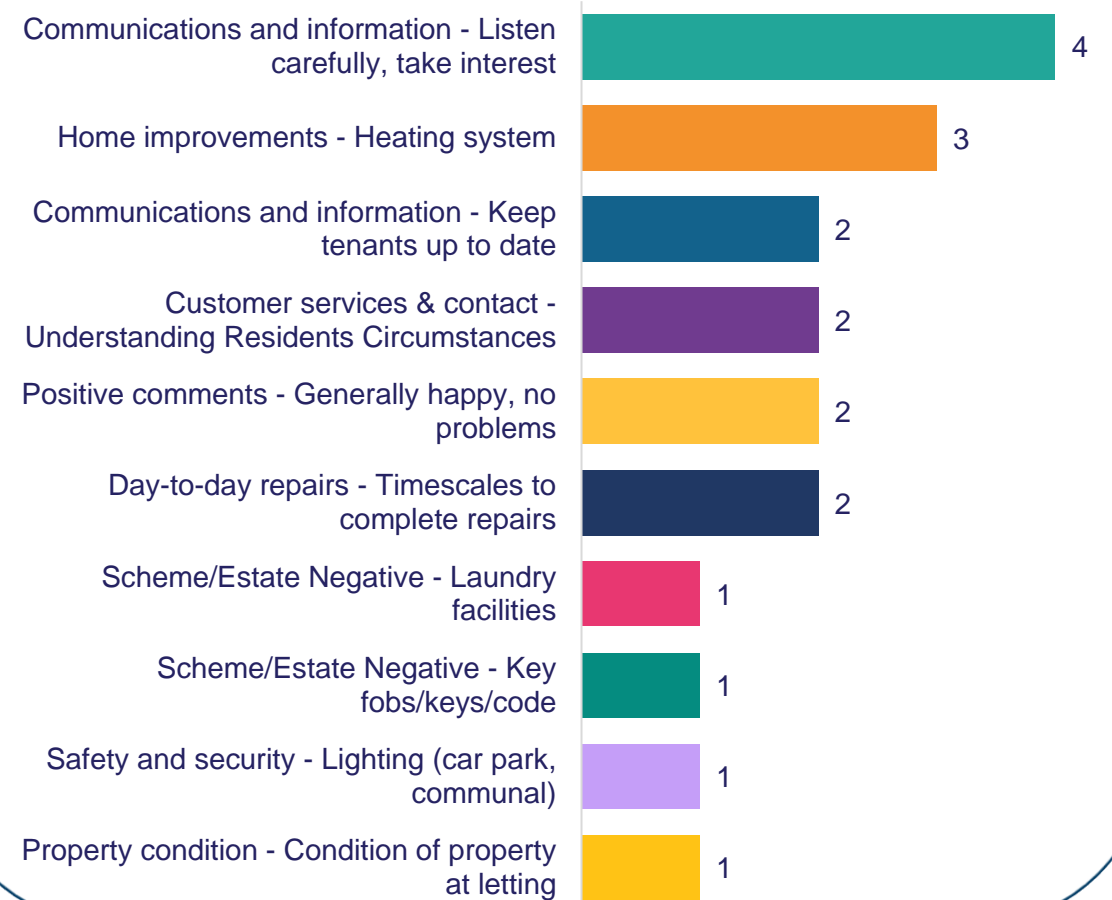 Communications and information - Listen
carefully, take interest
4
Home improvements - Heating system
3
Communications and information - Keep
tenants up to date
2
Customer services & contact -
Understanding Residents Circumstances
2
Positive comments - Generally happy, no
problems
2
Day-to-day repairs - Timescales to
complete repairs
2
Scheme/Estate Negative - Laundry
facilities
1
Scheme/Estate Negative - Key
fobs/keys/code
1
Safety and security - Lighting (car park,
communal)
1
Property condition - Condition of property
at letting
1